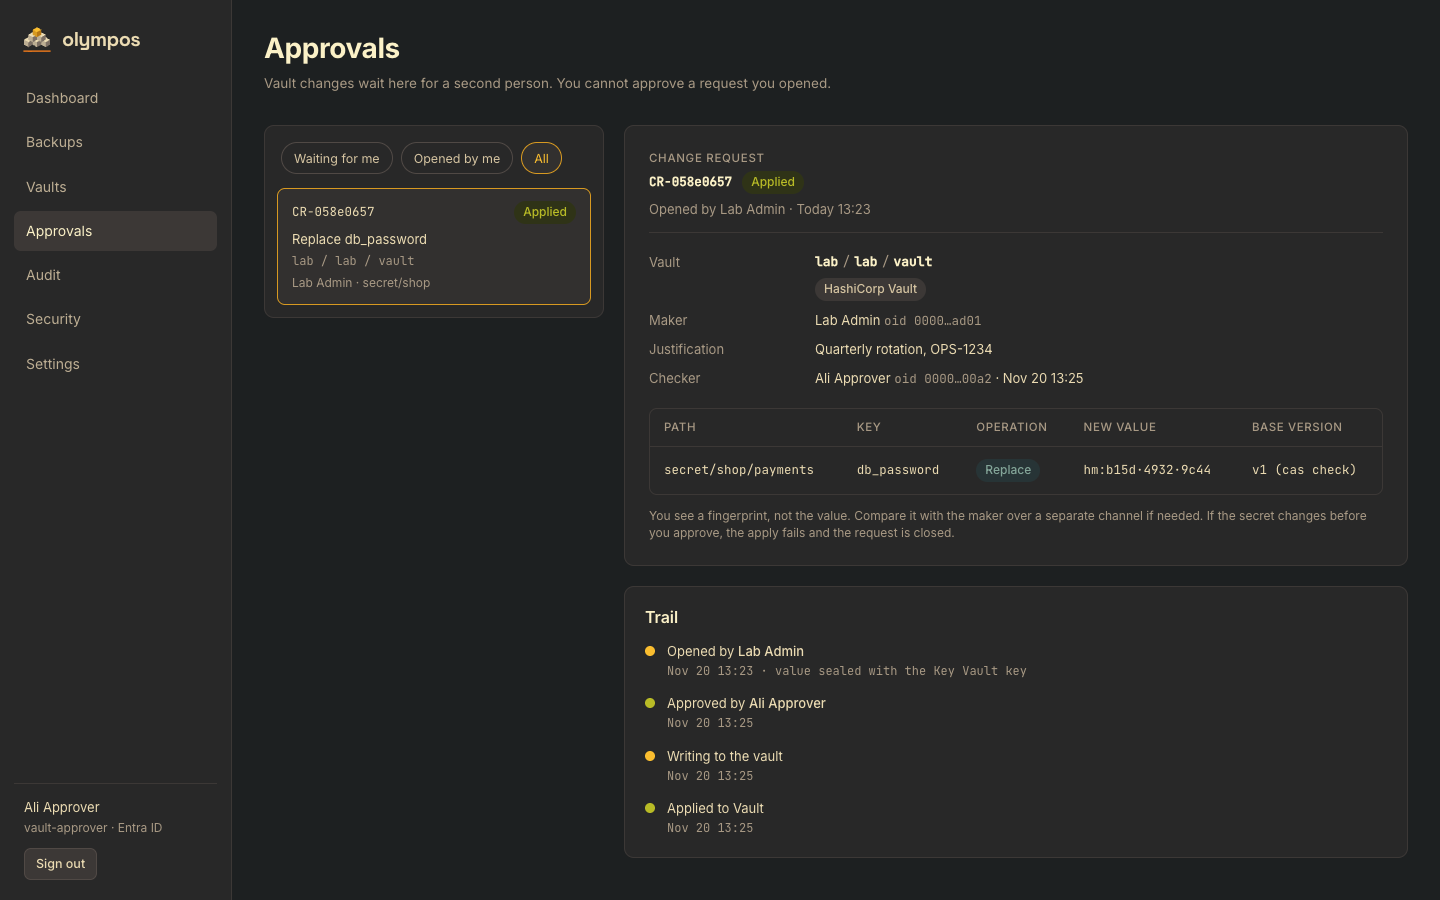 olympos
Dashboard
Backups
Vaults
Approvals
Audit
Security
Settings
Ali Approver
vault-approver · Entra ID
Sign out
Approvals
Vault changes wait here for a second person. You cannot approve a request you opened.
Waiting for me
Opened by me
All
CR-058e0657
Applied
Replace db_password
lab / lab / vault
Lab Admin · secret/shop
CHANGE REQUEST
CR-058e0657 Applied
Opened by Lab Admin · Today 13:23
Vault
lab / lab / vault
HashiCorp Vault
Maker
Lab Admin oid 0000…ad01
Justification
Quarterly rotation, OPS-1234
Checker
Ali Approver oid 0000…00a2 · Nov 20 13:25
PATH KEY OPERATION NEW VALUE BASE VERSION
secret/shop/payments db_password Replace hm:b15d·4932·9c44 v1 (cas check)
You see a fingerprint, not the value. Compare it with the maker over a separate channel if needed. If the secret changes before
you approve, the apply fails and the request is closed.
Trail
Opened by Lab Admin
Nov 20 13:23 · value sealed with the Key Vault key
Approved by Ali Approver
Nov 20 13:25
Writing to the vault
Nov 20 13:25
Applied to Vault
Nov 20 13:25